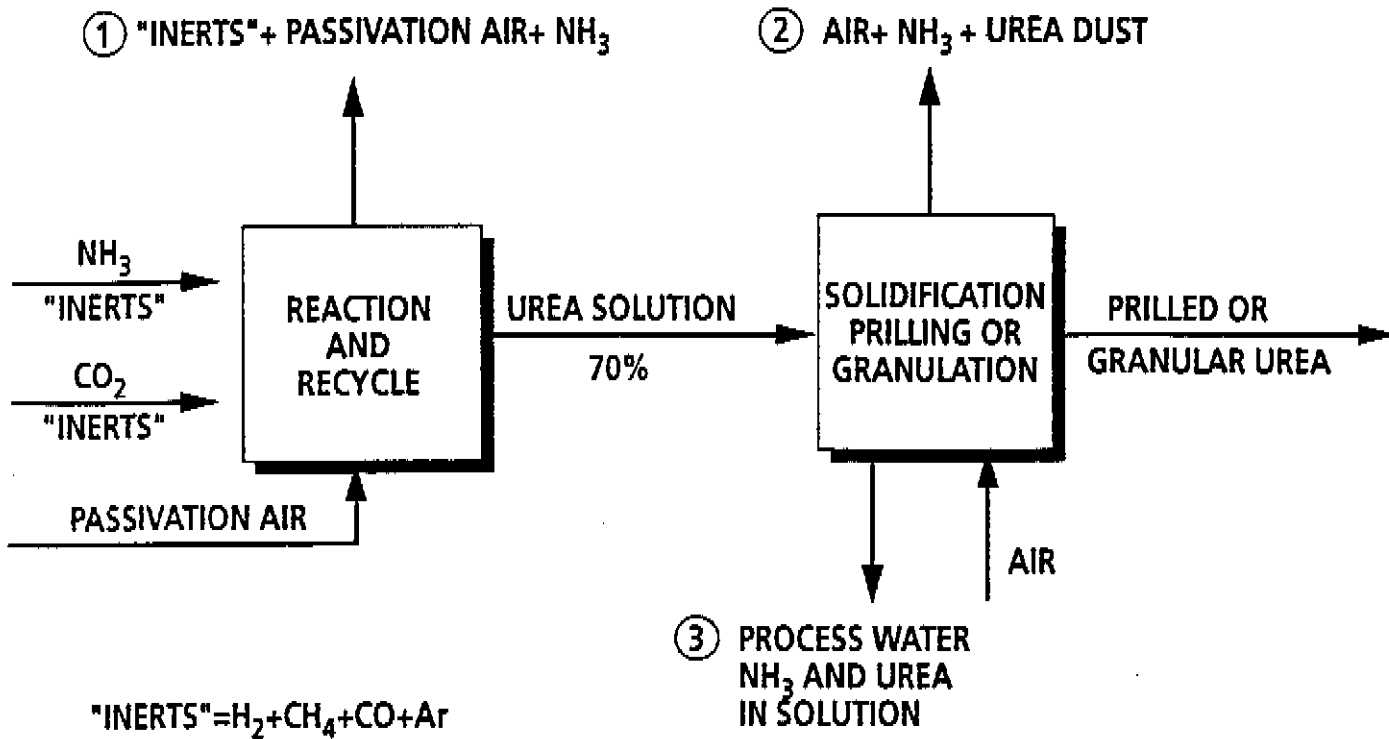 ① "INERTS"+ PASSIVATION AIR+ NH₃
② AIR+ NH₃ + UREA DUST
NH₃
"INERTS"
CO₂
"INERTS"
PASSIVATION AIR
REACTION
AND
RECYCLE
UREA SOLUTION
70%
SOLIDIFICATION
PRILLING OR
GRANULATION
PRILLED OR
GRANULAR UREA
AIR
③ PROCESS WATER
NH₃ AND UREA
IN SOLUTION
"INERTS"=H₂+CH₄+CO+Ar